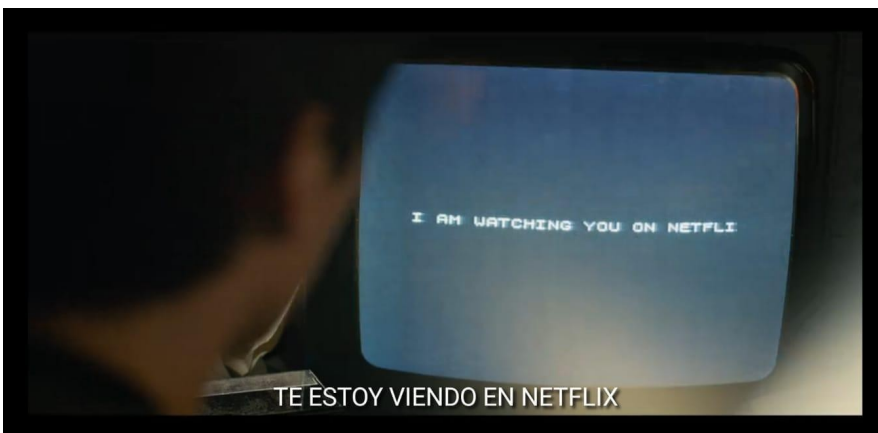 I AM WATCHING YOU ON NETFLI
TE ESTOY VIENDO EN NETFLIX